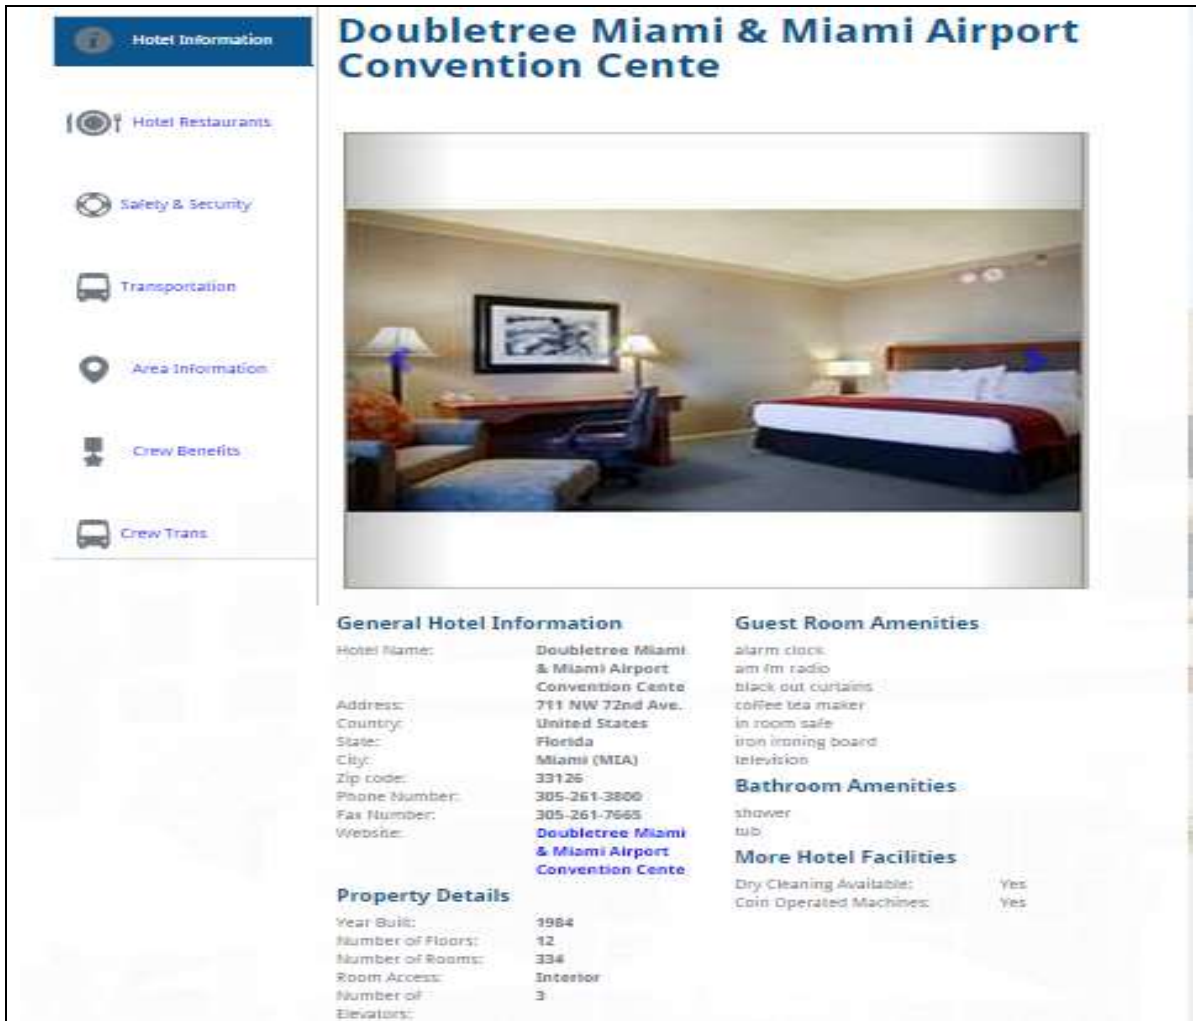 Hotel Information
Hotel Restaurants
Safety & Security
Transportation
Area Information
Crew Benefits
Crew Trans
Doubletree Miami & Miami Airport
Convention Cente
General Hotel Information
Hotel Name: Doubletree Miami
& Miami Airport
Convention Cente
Address: 711 NW 72nd Ave.
Country: United States
State: Florida
City: Miami (MIA)
Zip code: 33126
Phone Number: 305-261-3800
Fax Number: 305-261-7665
Website: Doubletree Miami
& Miami Airport
Convention Cente
Property Details
Year Built: 1984
Number of Floors: 12
Number of Rooms: 334
Room Access: Interior
Number of 3
Elevators:
Guest Room Amenities
alarm clock
am fm radio
black out curtains
coffee tea maker
in room safe
iron ironing board
television
Bathroom Amenities
shower
tub
More Hotel Facilities
Dry Cleaning Available: Yes
Coin Operated Machines: Yes